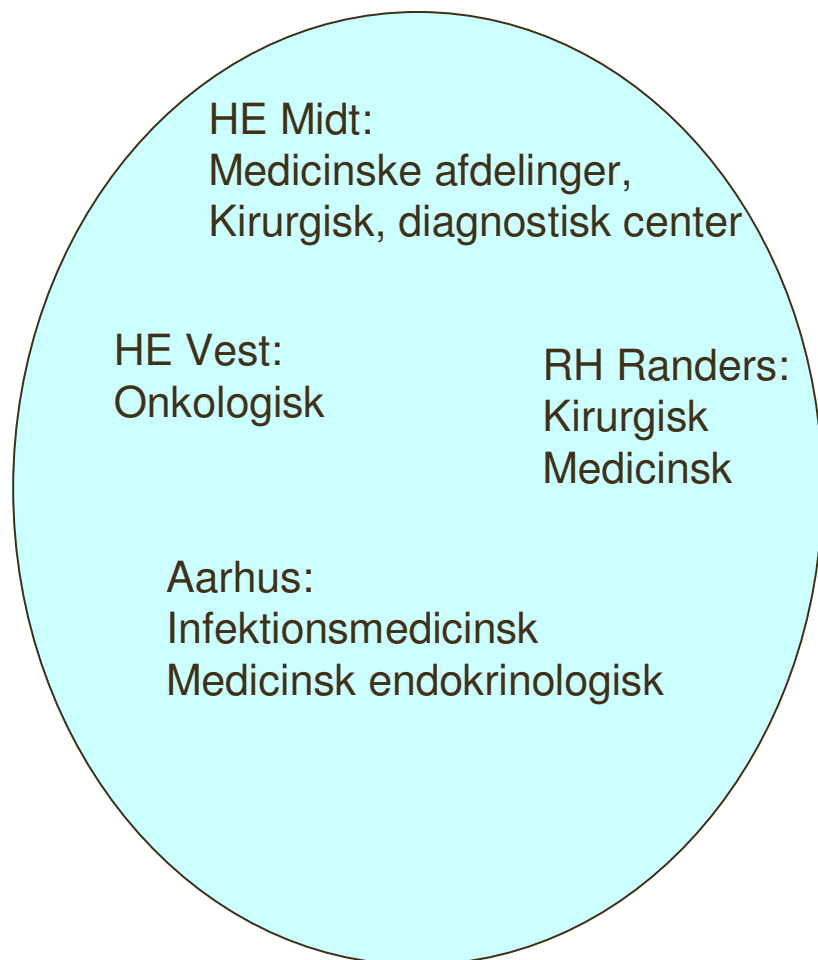 HE Midt:
Medicinske afdelinger,
Kirurgisk, diagnostisk center
HE Vest:
Onkologisk
RH Randers:
Kirurgisk
Medicinsk
Aarhus:
Infektionsmedicinsk
Medicinsk endokrinologisk